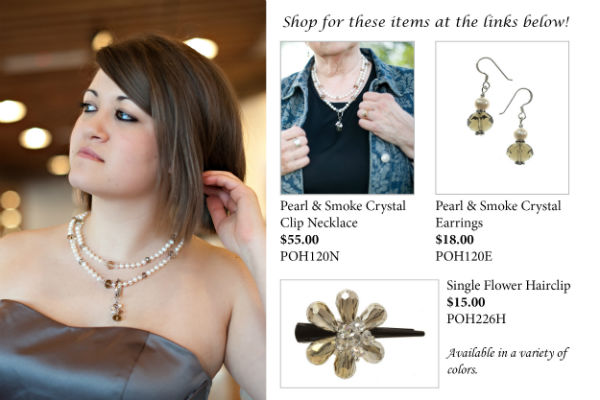 Shop for these items at the links below!
Pearl & Smoke Crystal
Clip Necklace
$55.00
POH120N
Pearl & Smoke Crystal
Earrings
$18.00
POH120E
Single Flower Hairclip
$15.00
POH226H
Available in a variety of
colors.